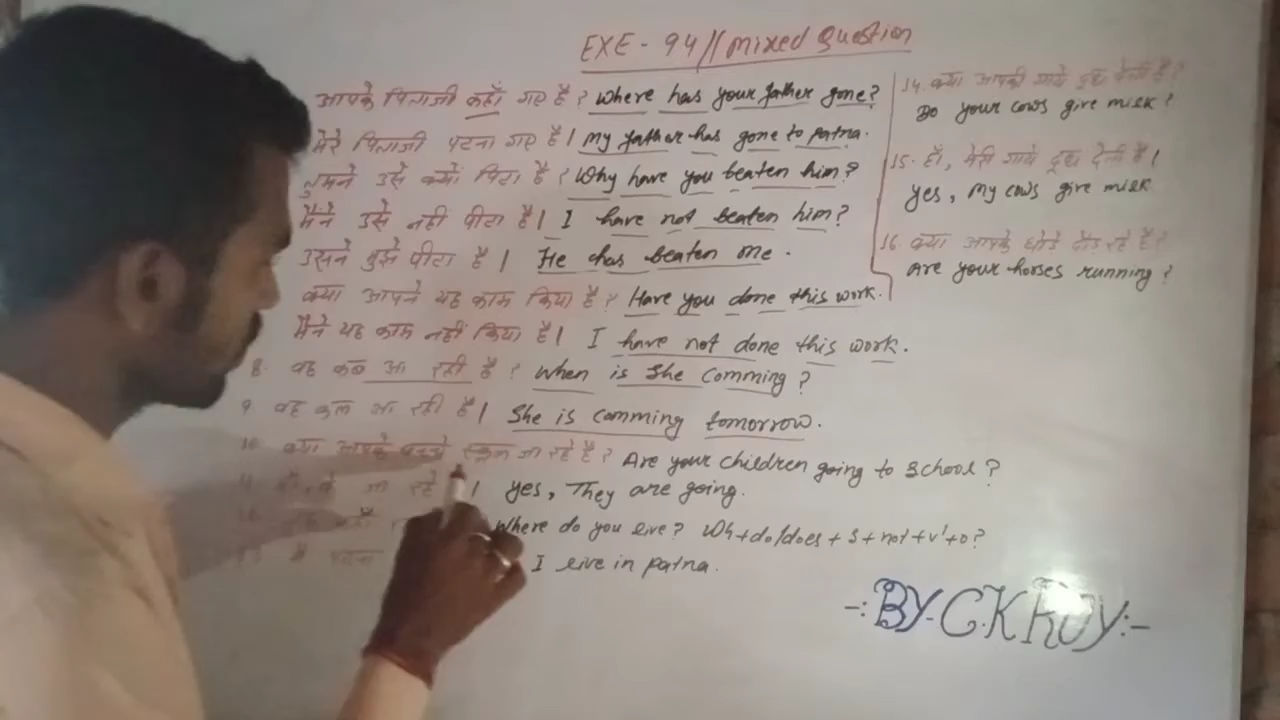 EXE - 94 // Mixed Question
आपके पिताजी कहाँ गए है ? Where has your father gone?
मेरे पिताजी पटना गए है | My father has gone to Patna.
तुमने उसे क्यों पिटा है ? Why have you beaten him?
मैंने उसे नही पीटा है | I have not beaten him?
उसने मुझे पीटा है | He has beaten me.
क्या आपने यह काम किया है ? Have you done this work.
मैंने यह काम नहीं किया है | I have not done this work.
8. वह कब आ रही है ? When is She Comming ?
9 वह कल आ रही है | She is comming tomorrow.
10 क्या आपके बच्चे स्कूल जा रहे है ? Are your children going to School ?
11 हाँ, वे जा रहे | yes, They are going.
Where do you live? Wh+do/does + S + not + v' + o ?
13 मै पटना I live in patna.
14. क्या आपकी गाये दूध देती है ?
Do your cows give milk ?
15. हाँ, मेरी गाये दूध देती है |
yes, My cows give milk
16. क्या आपके घोड़े दौड़ रहे है ?
Are your horses running ?
-: BY- C.K ROY :-